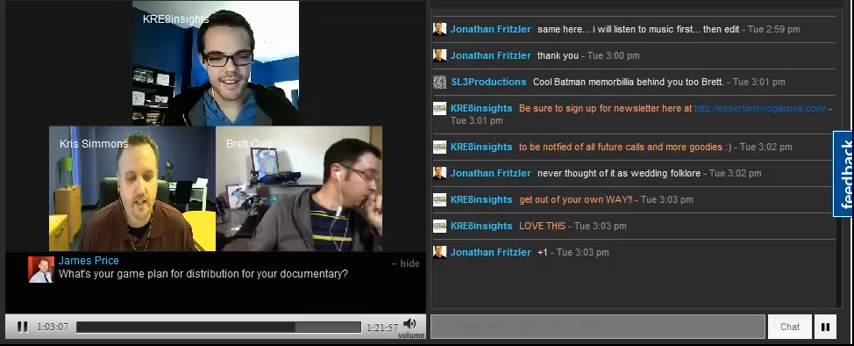 KRE8insights
Kris Simmons
Brett Culp
James Price
What's your game plan for distribution for your documentary?
– hide
1:03:07
1:21:57
volume
Jonathan Fritzler same here... i will listen to music first... then edit - Tue 2:59 pm
Jonathan Fritzler thank you - Tue 3:00 pm
SL3Productions Cool Batman memorbillia behind you too Brett. - Tue 3:01 pm
KRE8insights Be sure to sign up for newsletter here at http://expertinterrogations.com/ -
Tue 3:01 pm
KRE8insights to be notfied of all future calls and more goodies :) - Tue 3:02 pm
Jonathan Fritzler never thought of it as wedding folklore - Tue 3:02 pm
KRE8insights get out of your own WAY!! - Tue 3:03 pm
KRE8insights LOVE THIS - Tue 3:03 pm
Jonathan Fritzler +1 - Tue 3:03 pm
Chat
feedback